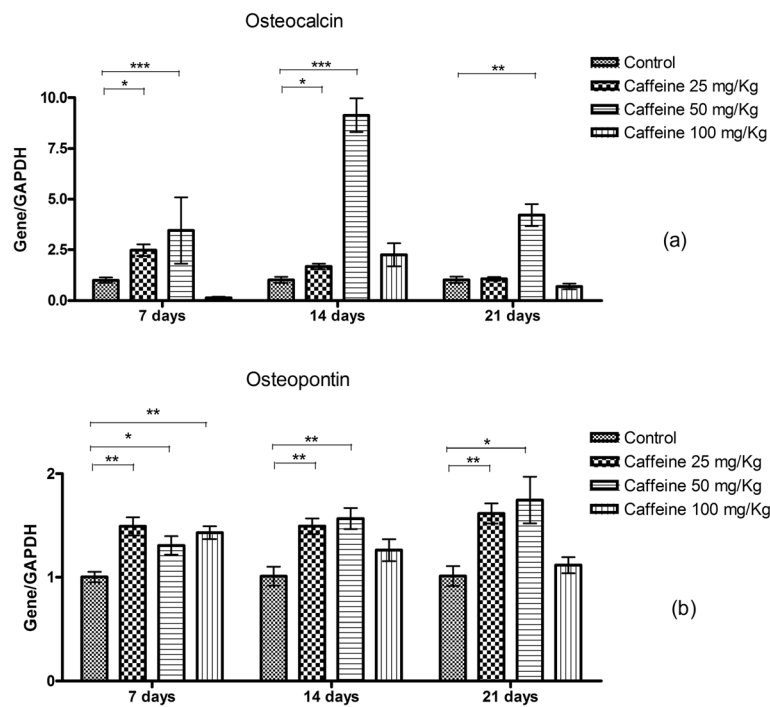 Osteocalcin
*** *** **
* *
Control
Caffeine 25 mg/Kg
Caffeine 50 mg/Kg
Caffeine 100 mg/Kg
Gene/GAPDH
10.0
7.5
5.0
2.5
0.0
7 days 14 days 21 days
(a)
Osteopontin
**
* ** *
** ** **
Control
Caffeine 25 mg/Kg
Caffeine 50 mg/Kg
Caffeine 100 mg/Kg
Gene/GAPDH
2
1
0
7 days 14 days 21 days
(b)